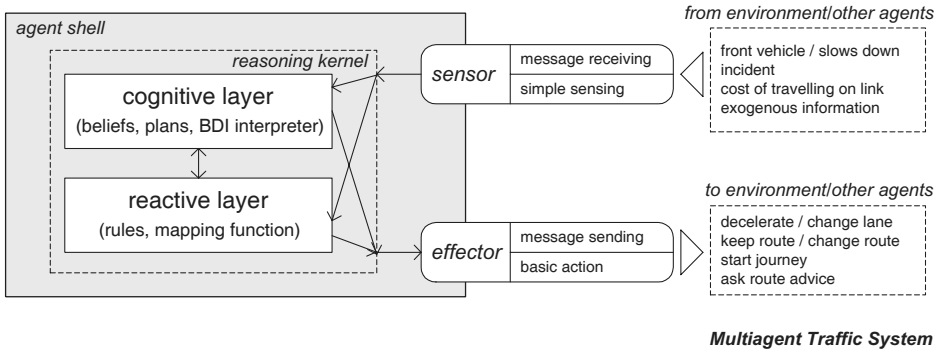 agent shell
reasoning kernel
cognitive layer
(beliefs, plans, BDI interpreter)
reactive layer
(rules, mapping function)
sensor
message receiving
simple sensing
effector
message sending
basic action
from environment/other agents
front vehicle / slows down
incident
cost of travelling on link
exogenous information
to environment/other agents
decelerate / change lane
keep route / change route
start journey
ask route advice
Multiagent Traffic System